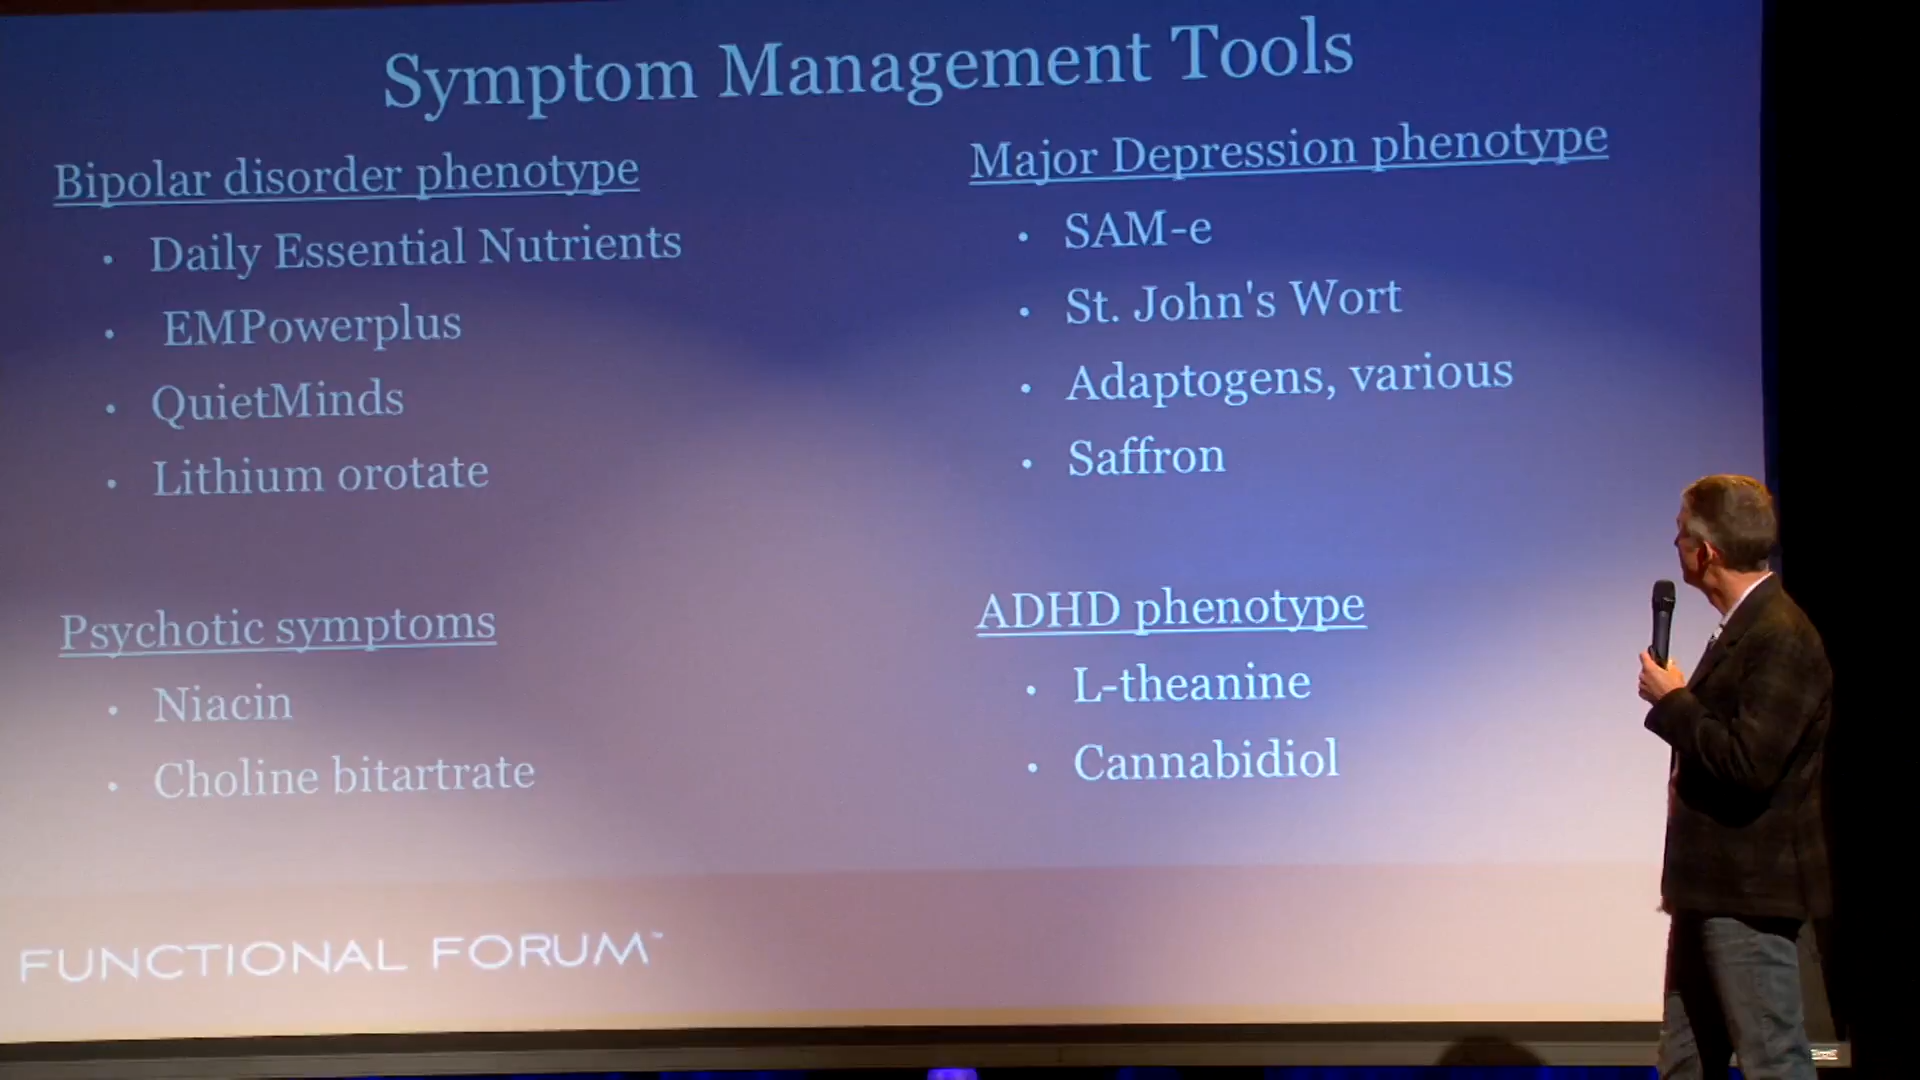 Symptom Management Tools
Bipolar disorder phenotype
• Daily Essential Nutrients
• EMPowerplus
• QuietMinds
• Lithium orotate
Psychotic symptoms
• Niacin
• Choline bitartrate
Major Depression phenotype
• SAM-e
• St. John's Wort
• Adaptogens, various
• Saffron
ADHD phenotype
• L-theanine
• Cannabidiol
FUNCTIONAL FORUM™